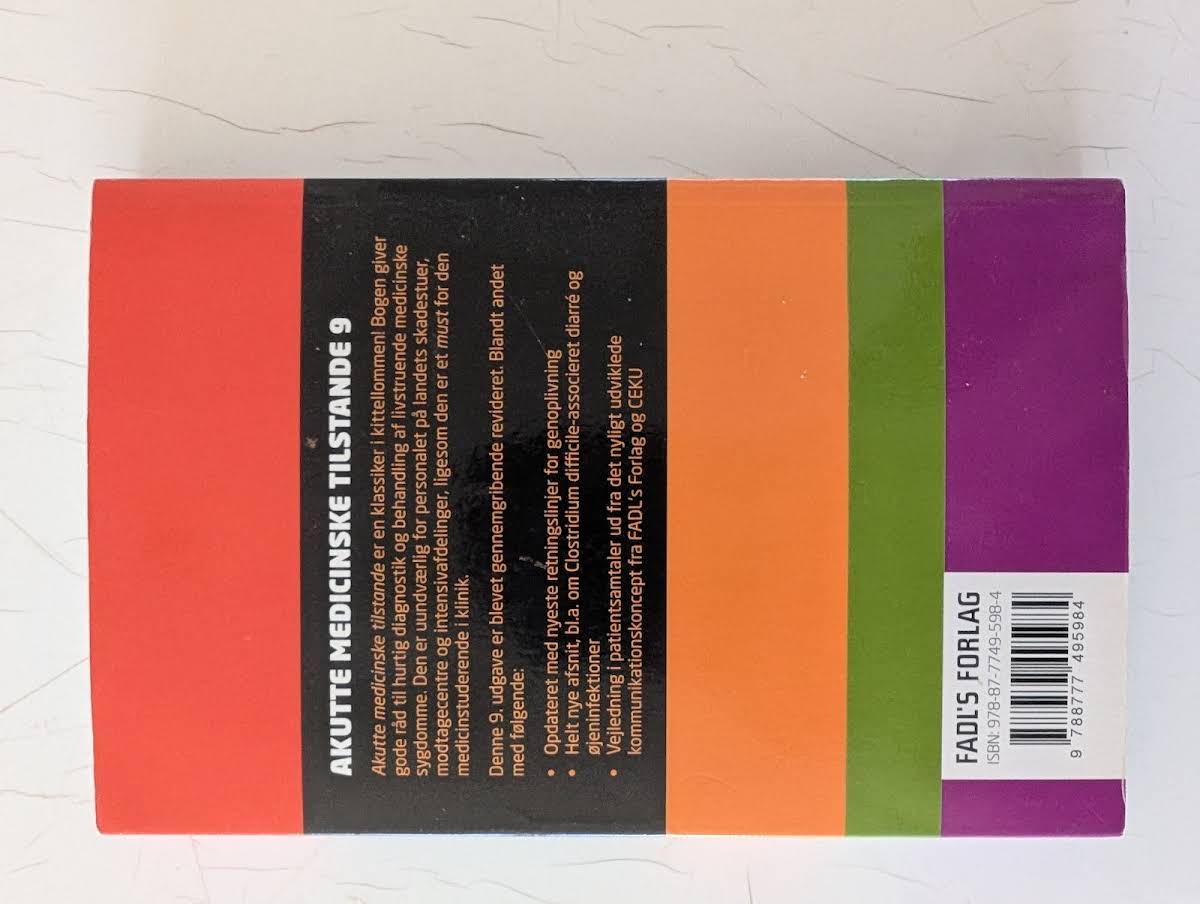 AKUTTE MEDICINSKE TILSTANDE 9
Akutte medicinske tilstande er en klassiker i kittellommen! Bogen giver
gode råd til hurtig diagnostik og behandling af livstruende medicinske
sygdomme. Den er uundværlig for personalet på landets skadestuer,
modtagecentre og intensivafdelinger, ligesom den er et must for den
medicinstuderende i klinik.
Denne 9. udgave er blevet gennemgribende revideret. Blandt andet
med følgende:
• Opdateret med nyeste retningslinjer for genoplivning
• Helt nye afsnit, bl.a. om Clostridium difficile-associeret diarré og
øjeninfektioner
• Vejledning i patientsamtaler ud fra det nyligt udviklede
kommunikationskoncept fra FADL's Forlag og CEKU
FADL'S FORLAG
ISBN: 978-87-7749-598-4
9 788777 495984